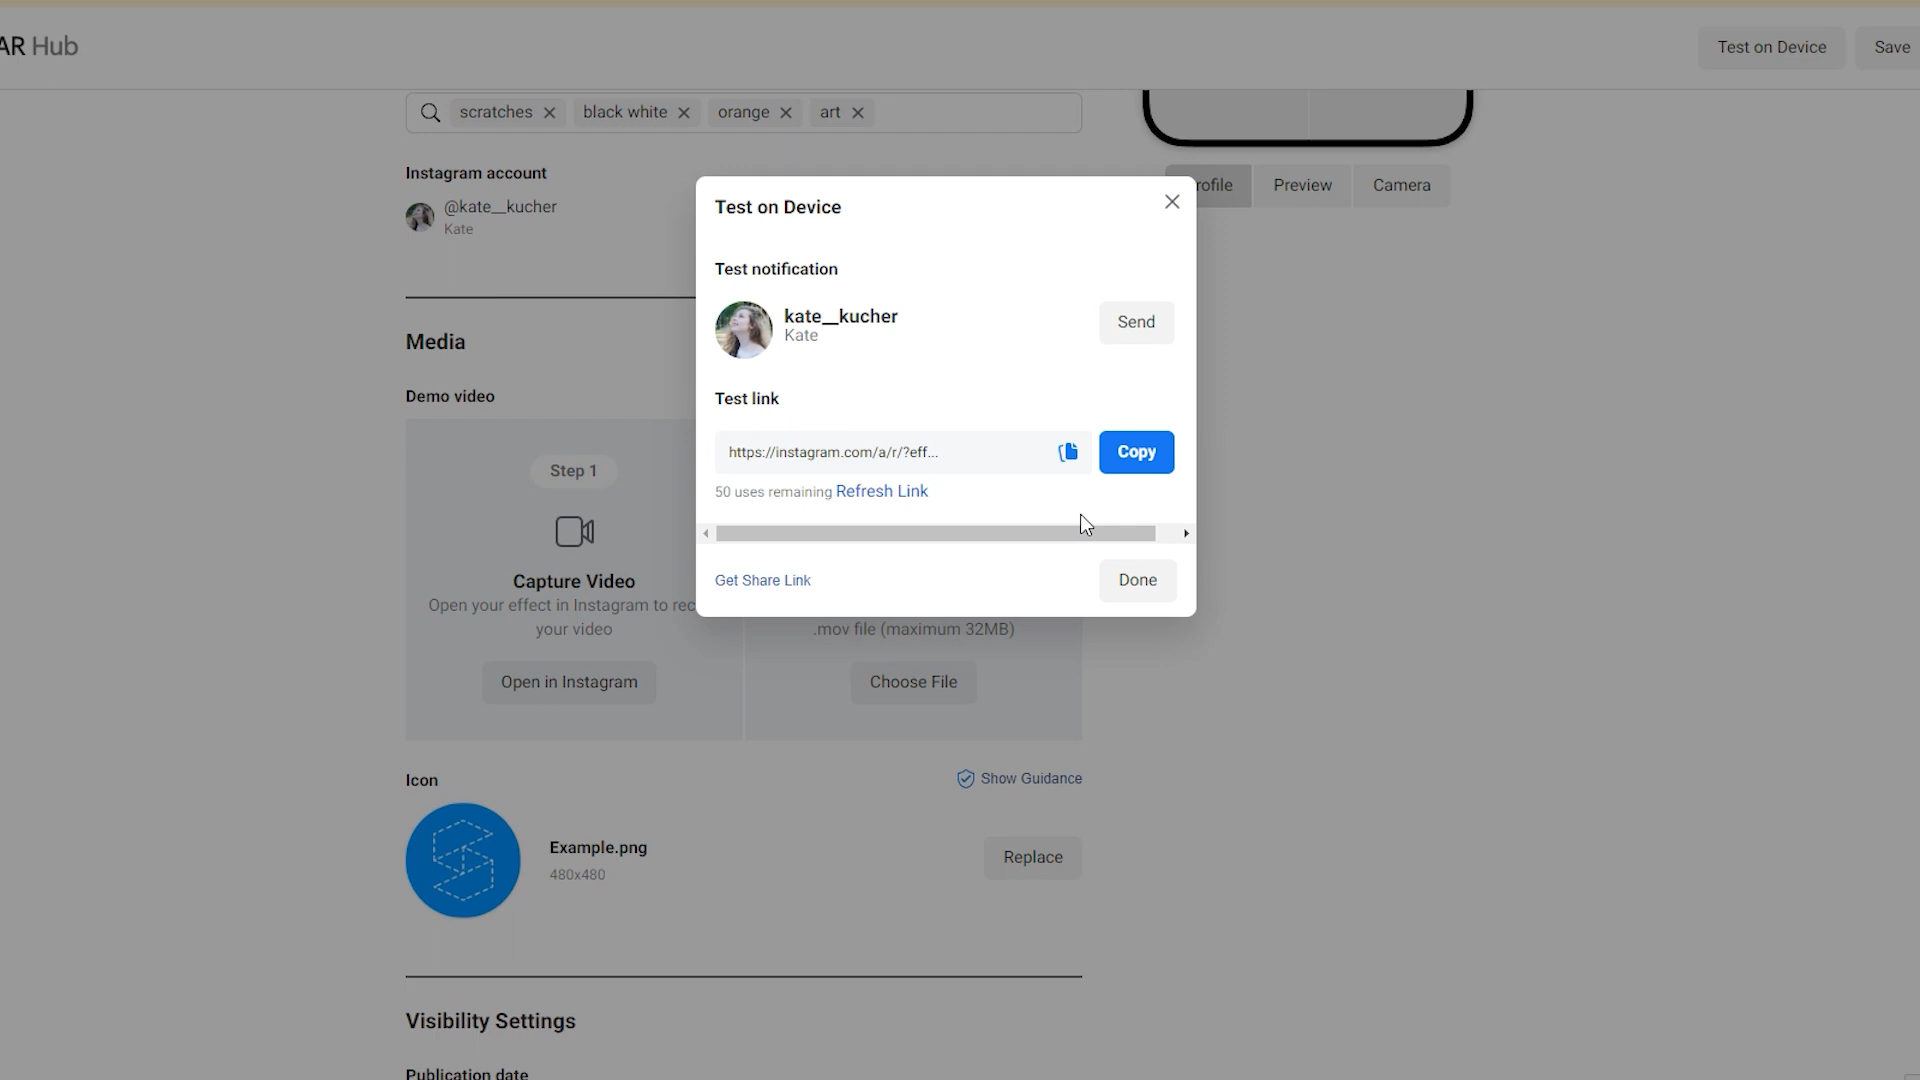 AR Hub
Test on Device
Save
scratches
black white
orange
art
Instagram account
@kate__kucher
Kate
rofile
Preview
Camera
Test on Device
Test notification
kate__kucher
Kate
Send
Test link
https://instagram.com/a/r/?eff...
Copy
50 uses remaining Refresh Link
Get Share Link
Done
Media
Demo video
Step 1
Capture Video
Open your effect in Instagram to rec
your video
Open in Instagram
.mov file (maximum 32MB)
Choose File
Icon
Show Guidance
Example.png
480x480
Replace
Visibility Settings
Publication date